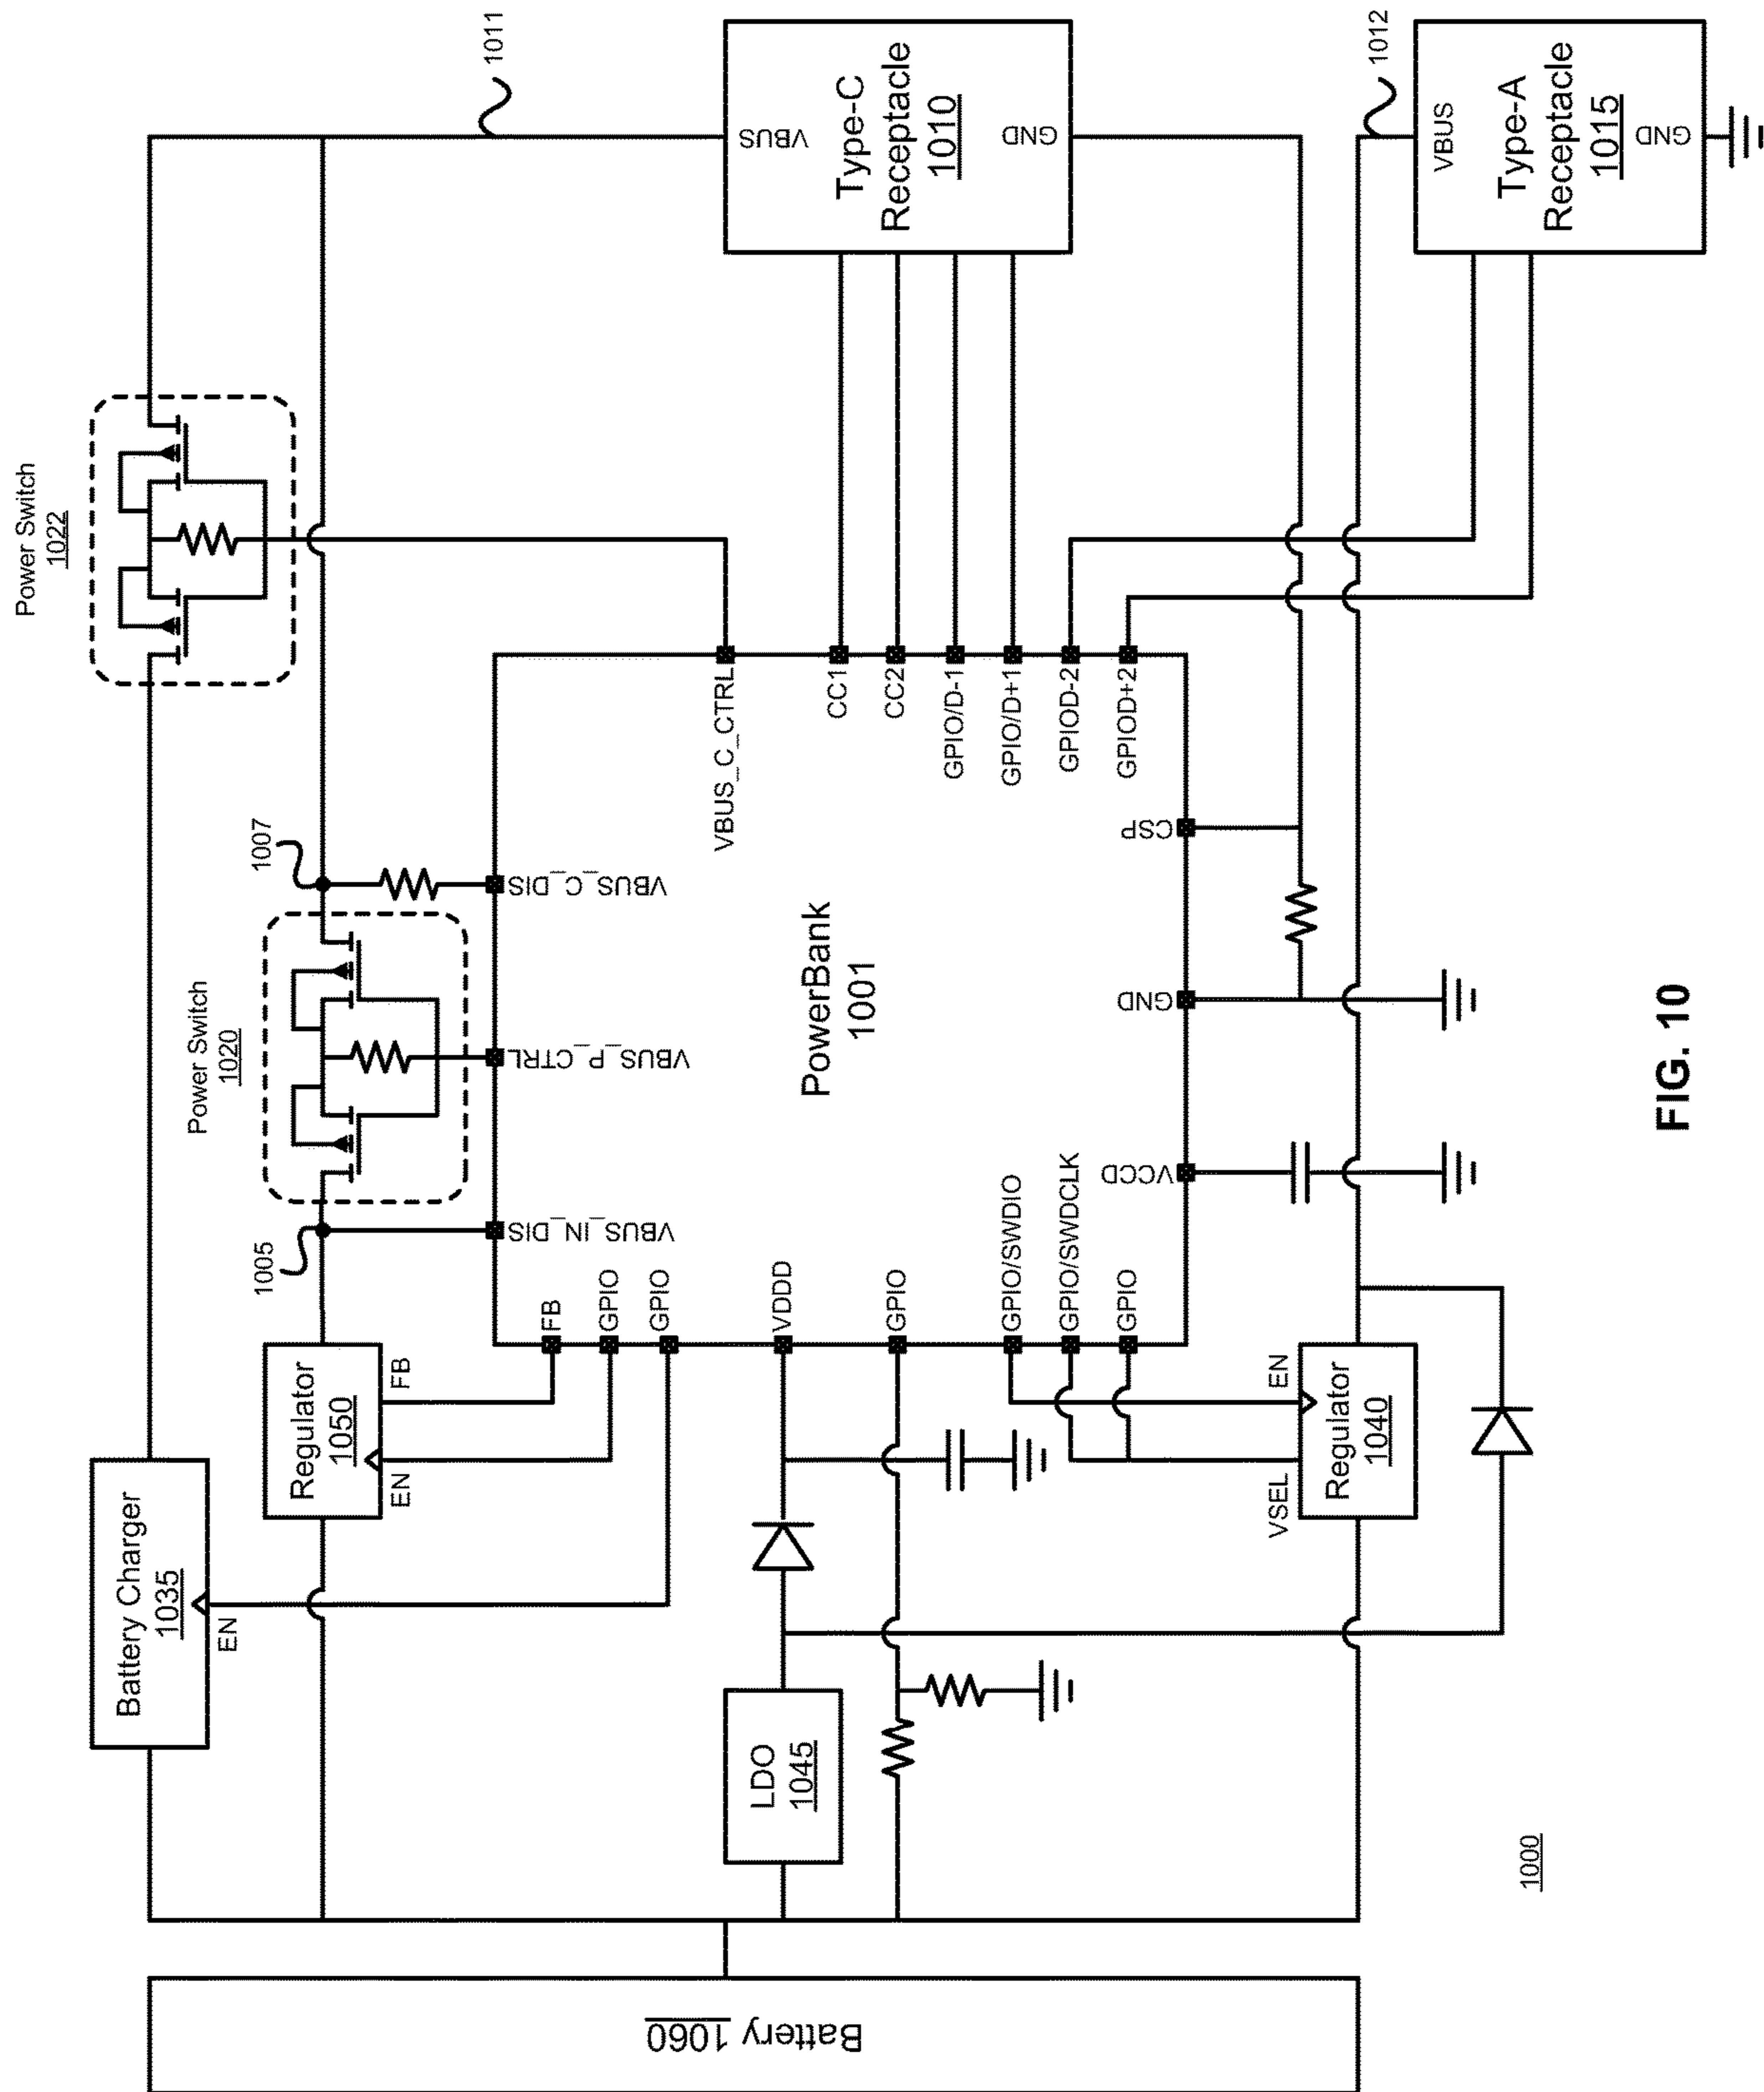 Battery 1060
Battery Charger
1035
EN
Regulator
1050
FB
EN
1005
Power Switch
1020
1007
Power Switch
1022
1011
VBUS_IN_DIS
VBUS_P_CTRL
VBUS_C_DIS
FB
GPIO
GPIO
VDDD
GPIO
GPIO/SWDIO
GPIO/SWDCLK
GPIO
PowerBank
1001
VBUS_C_CTRL
CC1
CC2
GPIO/D-1
GPIO/D+1
GPIOD-2
GPIOD+2
VCCD
GND
CSP
LDO
1045
VSEL
EN
Regulator
1040
VBUS
Type-C
Receptacle
1010
GND
1012
VBUS
Type-A
Receptacle
1015
GND
1000
FIG. 10